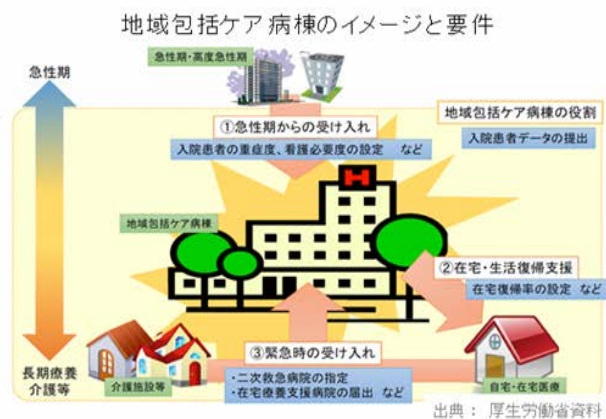 地域包括ケア病棟のイメージと要件
急性期
急性期・高度急性期
①急性期からの受け入れ
入院患者の重症度、看護必要度の設定 など
地域包括ケア病棟の役割
入院患者データの提出
H
地域包括ケア病棟
②在宅・生活復帰支援
在宅復帰率の設定 など
③緊急時の受け入れ
・二次救急病院の指定
・在宅療養支援病院の届出 など
長期療養
介護等
介護施設等
自宅・在宅医療
出典： 厚生労働省資料